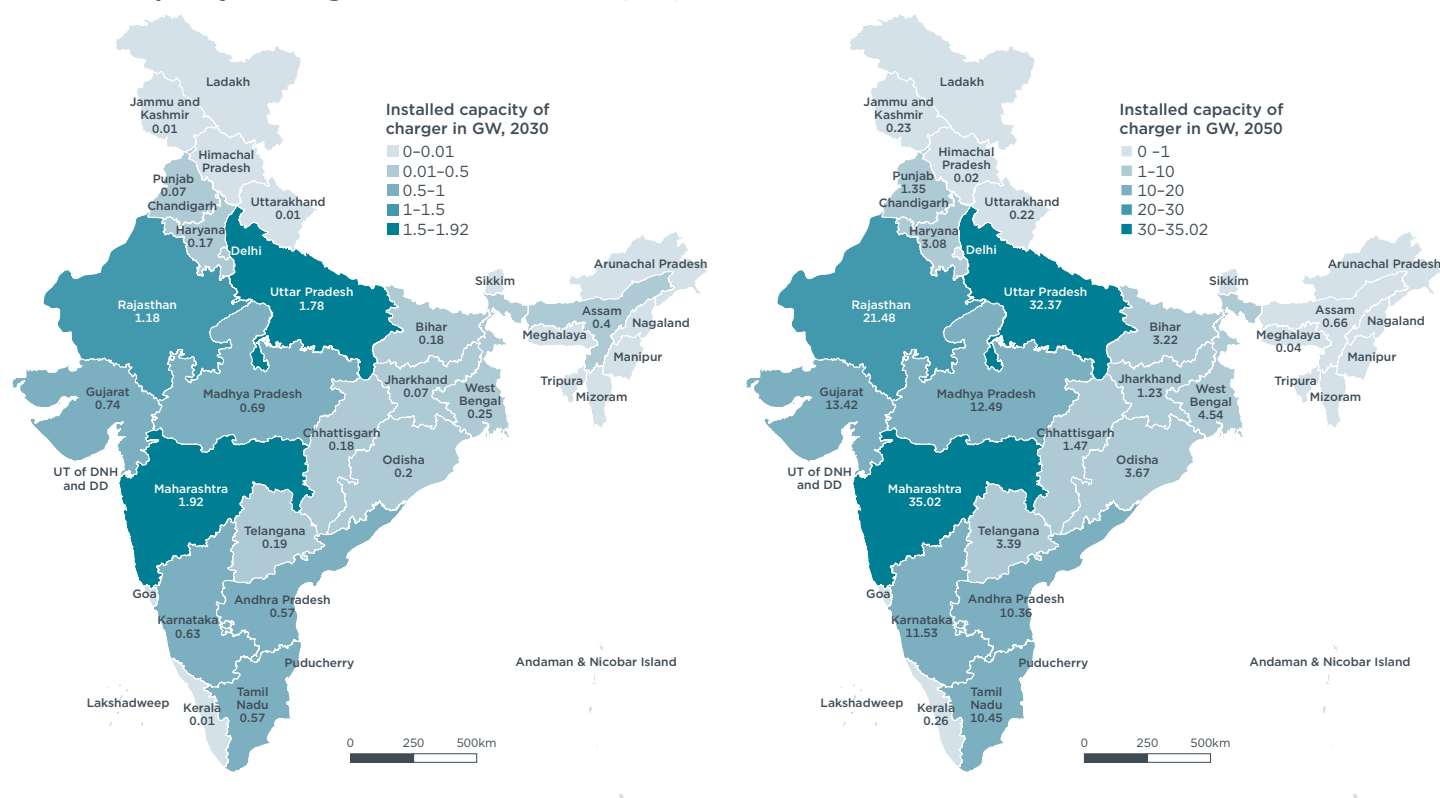 Ladakh
Jammu and
Kashmir
0.01
Himachal
Pradesh
Punjab
0.07
Chandigarh
Uttarakhand
0.01
Haryana
0.17
Delhi
Rajasthan
1.18
Uttar Pradesh
1.78
Bihar
0.18
Sikkim
Arunachal Pradesh
Assam
0.4
Nagaland
Meghalaya
Manipur
Tripura
Mizoram
Gujarat
0.74
Madhya Pradesh
0.69
Jharkhand
0.07
West
Bengal
0.25
Chhattisgarh
0.18
Odisha
0.2
UT of DNH
and DD
Maharashtra
1.92
Telangana
0.19
Goa
Karnataka
0.63
Andhra Pradesh
0.57
Puducherry
Andaman & Nicobar Island
Lakshadweep
Kerala
0.01
Tamil
Nadu
0.57
Installed capacity of
charger in GW, 2030
0–0.01
0.01–0.5
0.5–1
1–1.5
1.5–1.92
0 250 500km
Ladakh
Jammu and
Kashmir
0.23
Himachal
Pradesh
0.02
Punjab
1.35
Chandigarh
Uttarakhand
0.22
Haryana
3.08
Delhi
Rajasthan
21.48
Uttar Pradesh
32.37
Bihar
3.22
Sikkim
Arunachal Pradesh
Assam
0.66
Nagaland
Meghalaya
0.04
Manipur
Tripura
Mizoram
Gujarat
13.42
Madhya Pradesh
12.49
Jharkhand
1.23
West
Bengal
4.54
Chhattisgarh
1.47
Odisha
3.67
UT of DNH
and DD
Maharashtra
35.02
Telangana
3.39
Goa
Karnataka
11.53
Andhra Pradesh
10.36
Puducherry
Andaman & Nicobar Island
Lakshadweep
Kerala
0.26
Tamil
Nadu
10.45
Installed capacity of
charger in GW, 2050
0 –1
1–10
10–20
20–30
30–35.02
0 250 500km